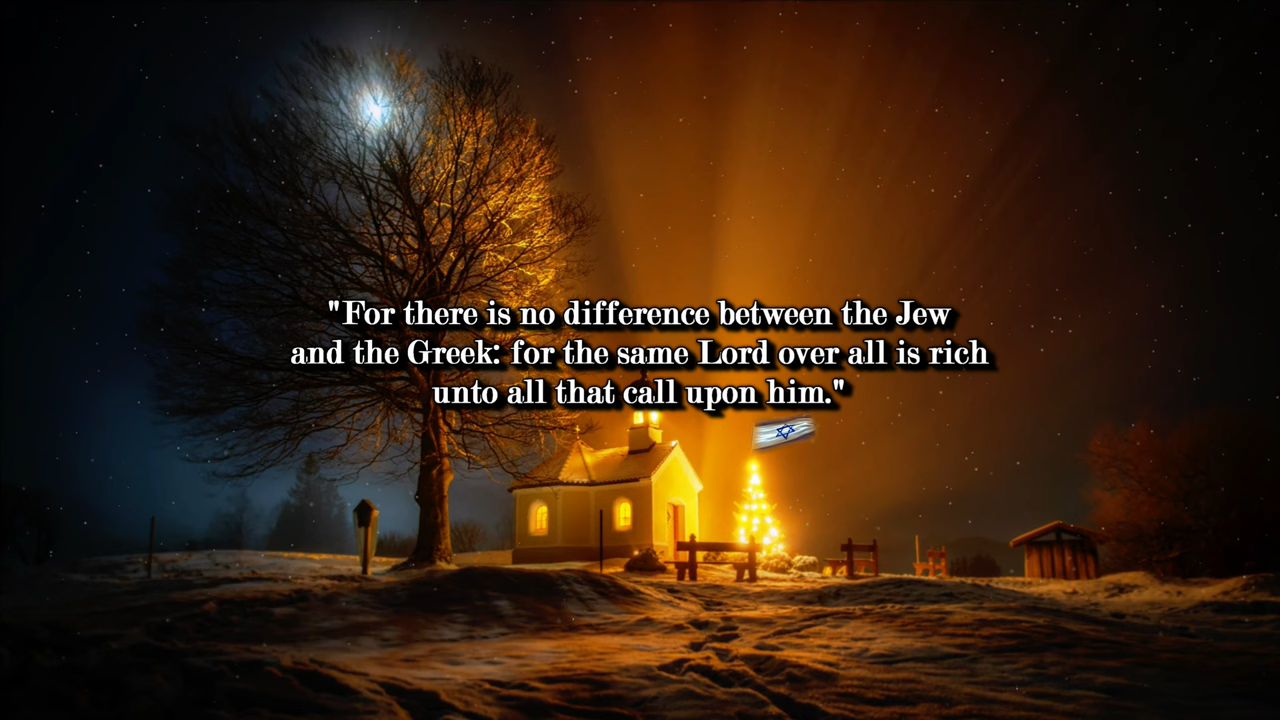 "For there is no difference between the Jew
and the Greek: for the same Lord over all is rich
unto all that call upon him."